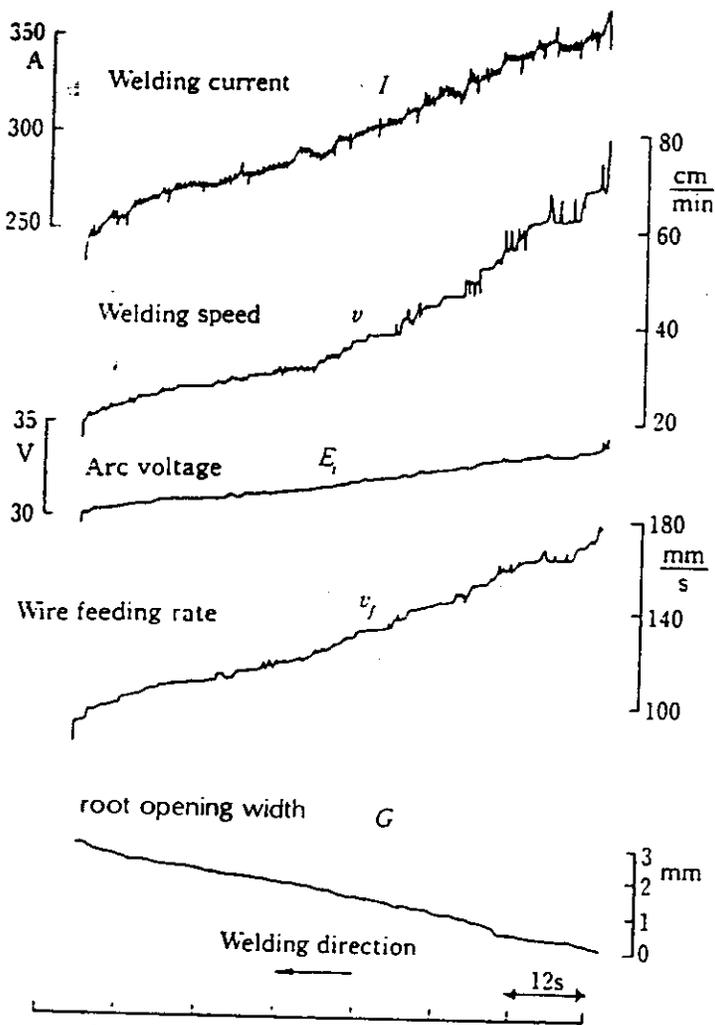 350
A
Welding current I
300
250
80
cm
min
60
40
20
Welding speed v
35
V
30
Arc voltage E
180
mm
s
140
100
Wire feeding rate v_f
root opening width G
3
mm
2
1
0
Welding direction
12s